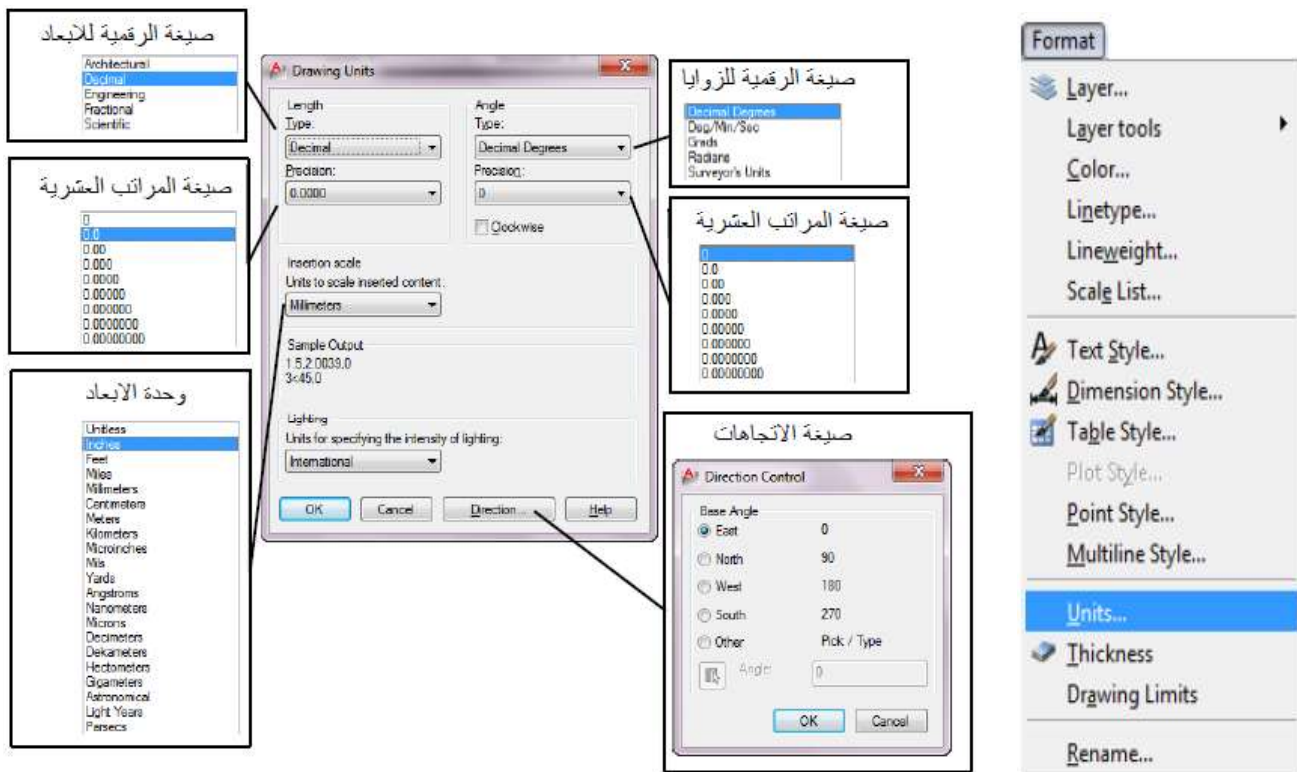 صيغة الرقمية للابعاد
Architectural
Decimal
Engineering
Fractional
Scientific
صيغة المراتب العشرية
0
0.0
0.00
0.000
0.0000
0.00000
0.000000
0.0000000
0.00000000
وحدة الابعاد
Unitless
Inches
Feet
Miles
Millimeters
Centimeters
Meters
Kilometers
Microinches
Mils
Yards
Angstroms
Nanometers
Microns
Decimeters
Dekameters
Hectometers
Gigameters
Astronomical
Light Years
Parsecs
Drawing Units
Length
Type:
Decimal
Precision:
0.0000
Angle
Type:
Decimal Degrees
Precision:
0
Clockwise
Insertion scale
Units to scale inserted content:
Millimeters
Sample Output
1.5,2.0039,0
3<45,0
Lighting
Units for specifying the intensity of lighting:
International
OK Cancel Direction... Help
صيغة الرقمية للزوايا
Decimal Degrees
Deg/Min/Sec
Grads
Radians
Surveyor's Units
صيغة المراتب العشرية
0
0.0
0.00
0.000
0.0000
0.00000
0.000000
0.0000000
0.00000000
صيغة الاتجاهات
Direction Control
Base Angle
East 0
North 90
West 180
South 270
Other Pick / Type
Angle: 0
OK Cancel
Format
Layer...
Layer tools
Color...
Linetype...
Lineweight...
Scale List...
Text Style...
Dimension Style...
Table Style...
Plot Style...
Point Style...
Multiline Style...
Units...
Thickness
Drawing Limits
Rename...